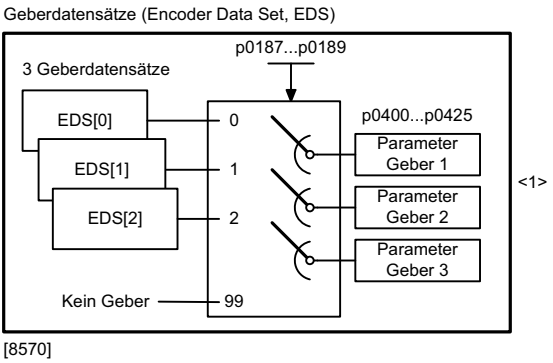 Geberdatensätze (Encoder Data Set, EDS)
p0187...p0189
3 Geberdatensätze
EDS[0]
0
p0400...p0425
Parameter
Geber 1
EDS[1]
1
<1>
Parameter
Geber 2
EDS[2]
2
Parameter
Geber 3
Kein Geber
99
[8570]